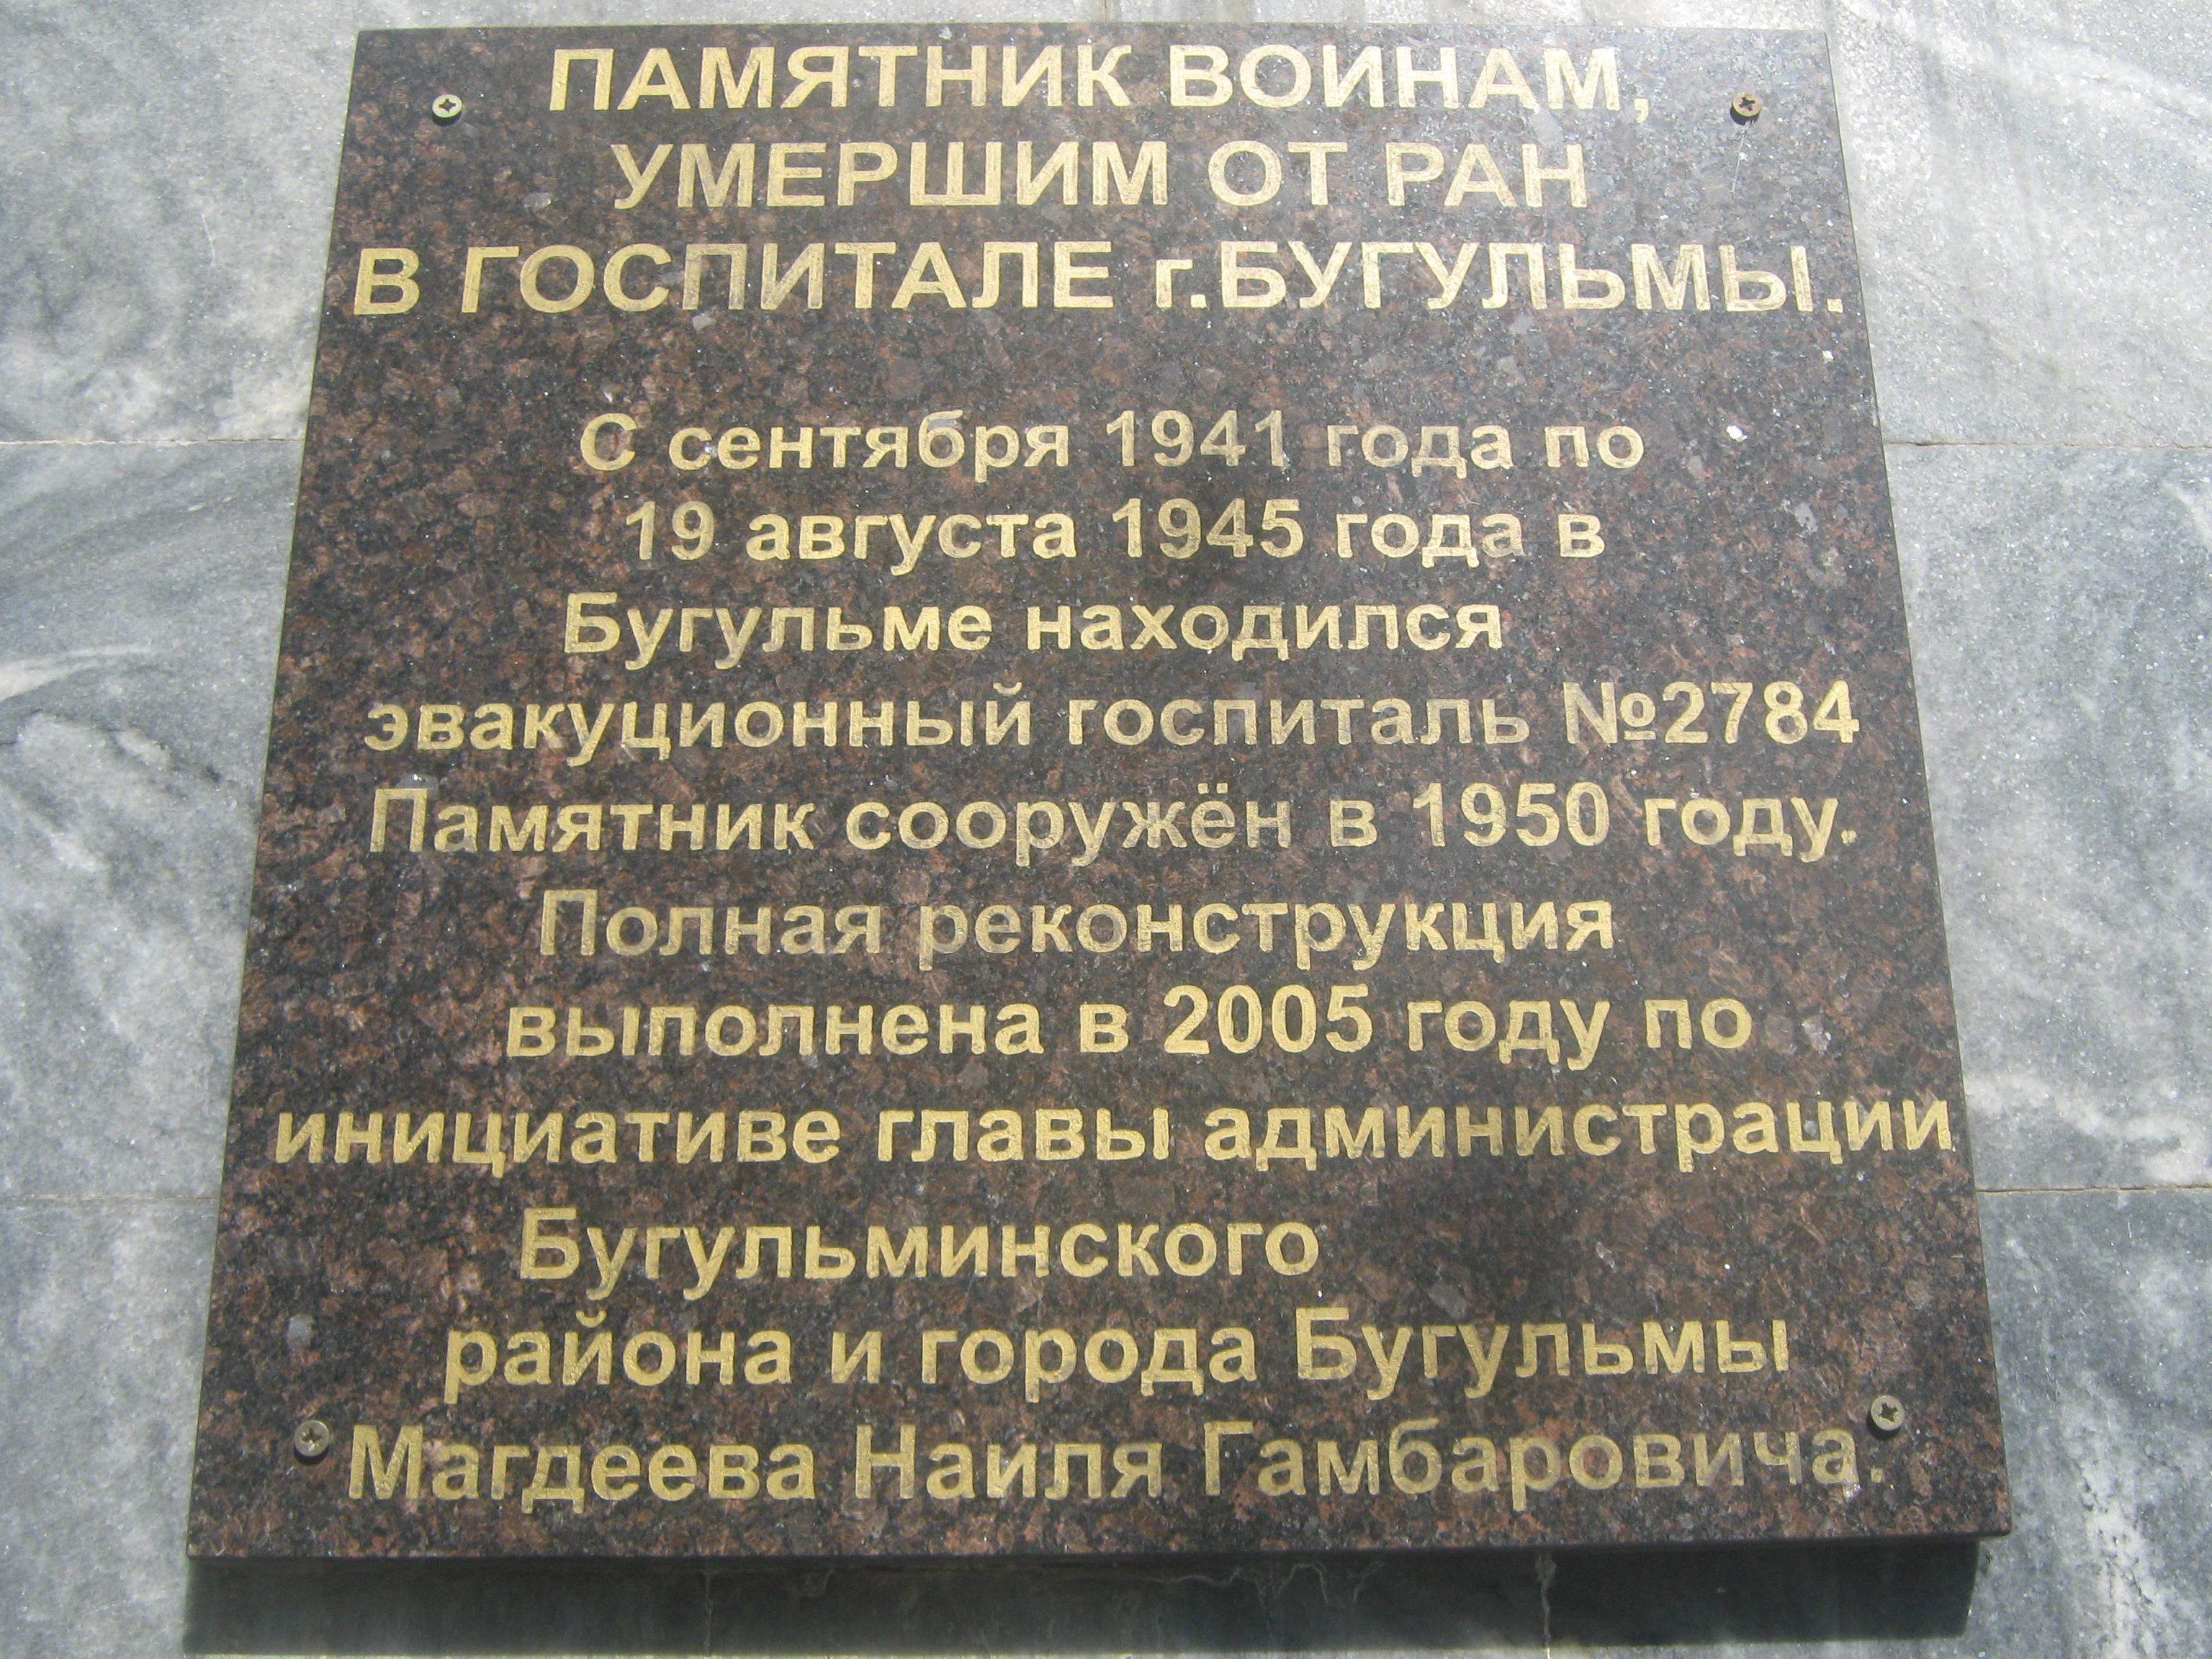 ПАМЯТНИК ВОИНАМ,
УМЕРШИМ ОТ РАН
В ГОСПИТАЛЕ г.БУГУЛЬМЫ.
С сентября 1941 года по
19 августа 1945 года в
Бугульме находился
эвакуционный госпиталь №2784
Памятник сооружён в 1950 году.
Полная реконструкция
выполнена в 2005 году по
инициативе главы администрации
Бугульминского
района и города Бугульмы
Магдеева Наиля Гамбаровича.